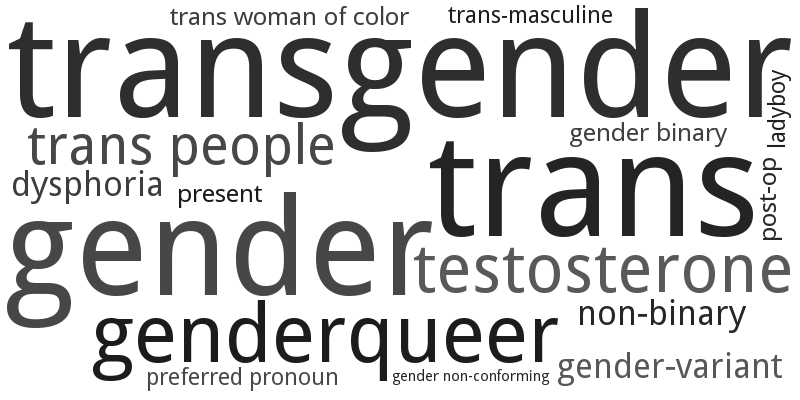 trans woman of color
trans-masculine
transgender
ladyboy
gender binary
trans people
trans
post-op
dysphoria
present
gender
testosterone
non-binary
genderqueer
gender-variant
preferred pronoun
gender non-conforming